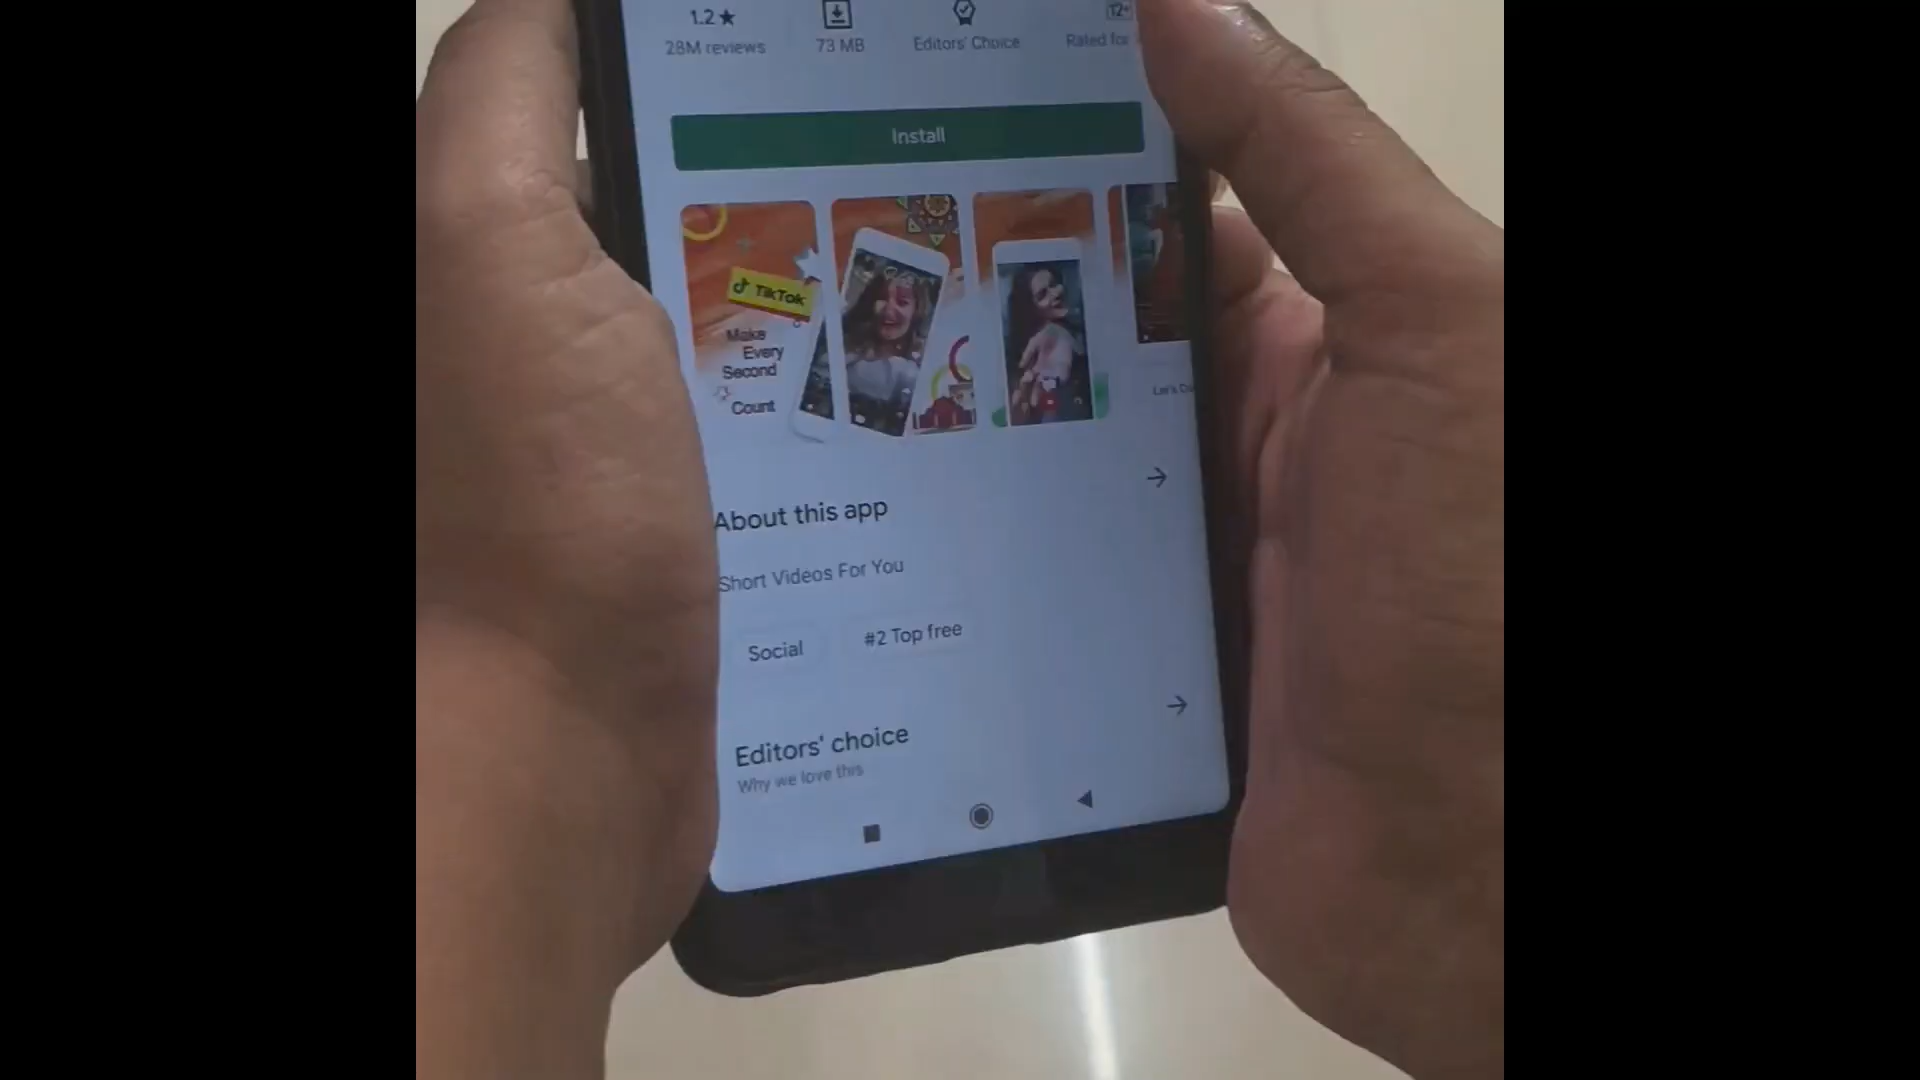 1.2★
28M reviews
73 MB
Editors' Choice
12+
Rated for
Install
TikTok
Make
Every
Second
Count
Let's
About this app
Short Videos For You
Social
#2 Top free
Editors' choice
Why we love this